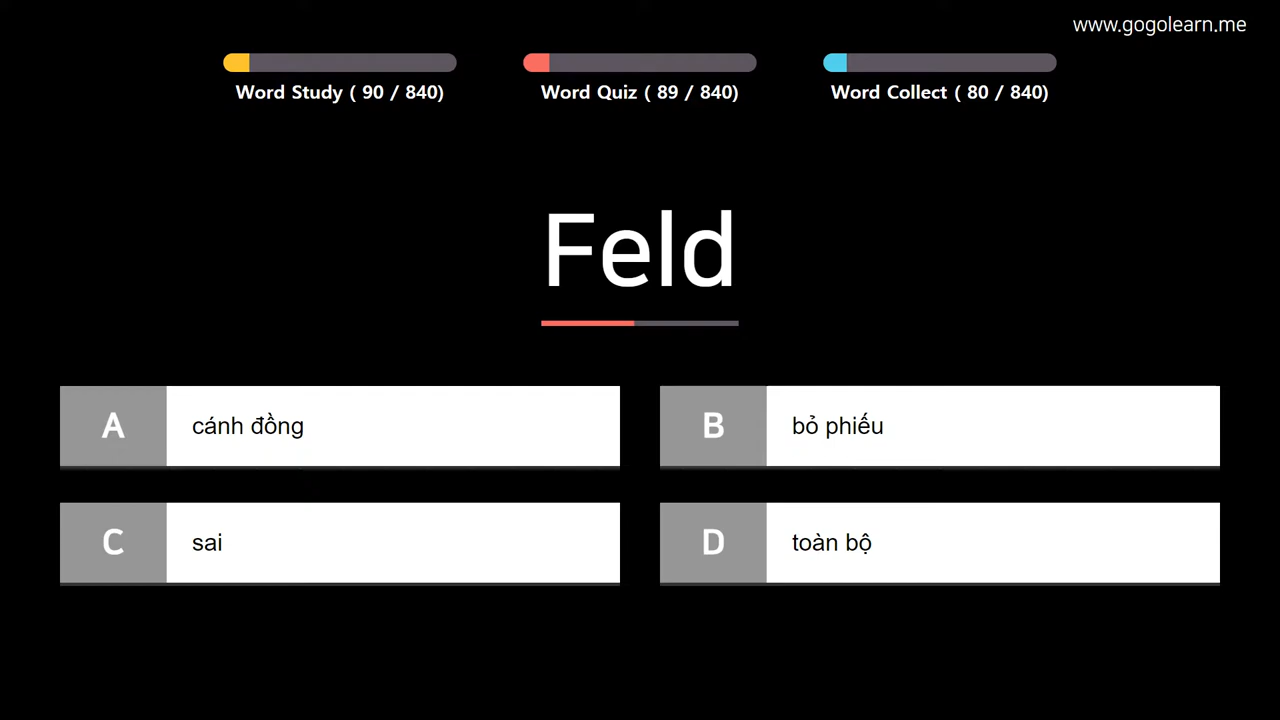 www.gogolearn.me
Word Study ( 90 / 840)
Word Quiz ( 89 / 840)
Word Collect ( 80 / 840)
Feld
A
cánh đồng
B
bỏ phiếu
C
sai
D
toàn bộ